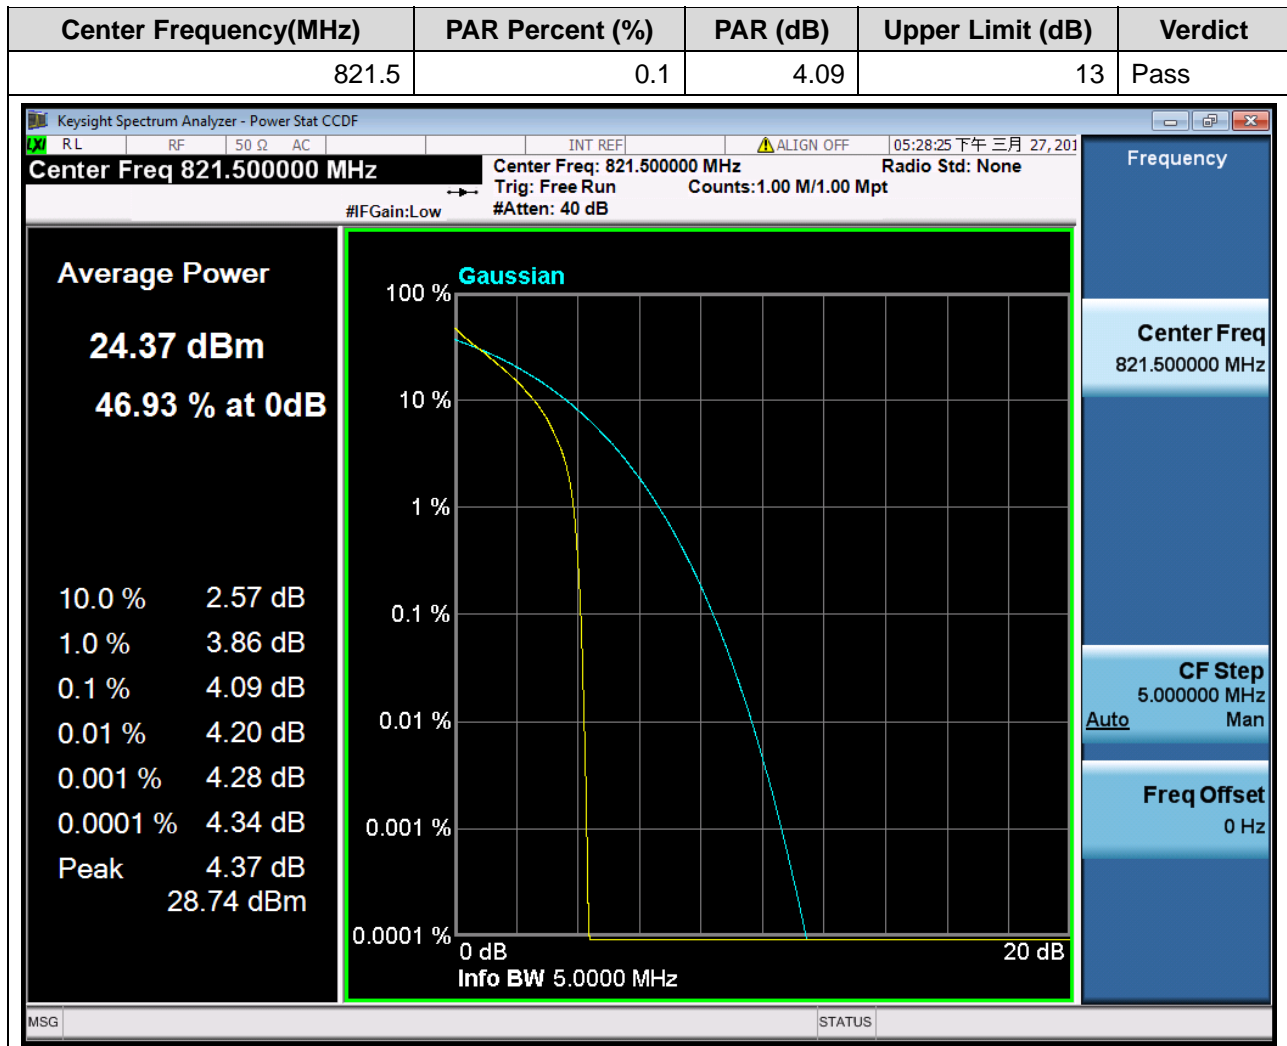 Center Frequency(MHz) PAR Percent (%) PAR (dB) Upper Limit (dB) Verdict
821.5 0.1 4.09 13 Pass
Keysight Spectrum Analyzer - Power Stat CCDF
LXI RL RF 50 Ω AC INT REF ALIGN OFF 05:28:25 下午 三月 27, 201
Center Freq 821.500000 MHz
Center Freq: 821.500000 MHz Radio Std: None
Trig: Free Run Counts:1.00 M/1.00 Mpt
#IFGain:Low #Atten: 40 dB
Average Power
24.37 dBm
46.93 % at 0dB
10.0 % 2.57 dB
1.0 % 3.86 dB
0.1 % 4.09 dB
0.01 % 4.20 dB
0.001 % 4.28 dB
0.0001 % 4.34 dB
Peak 4.37 dB
28.74 dBm
Gaussian
100 %
10 %
1 %
0.1 %
0.01 %
0.001 %
0.0001 %
0 dB 20 dB
Info BW 5.0000 MHz
Frequency
Center Freq
821.500000 MHz
CF Step
5.000000 MHz
Auto Man
Freq Offset
0 Hz
MSG STATUS